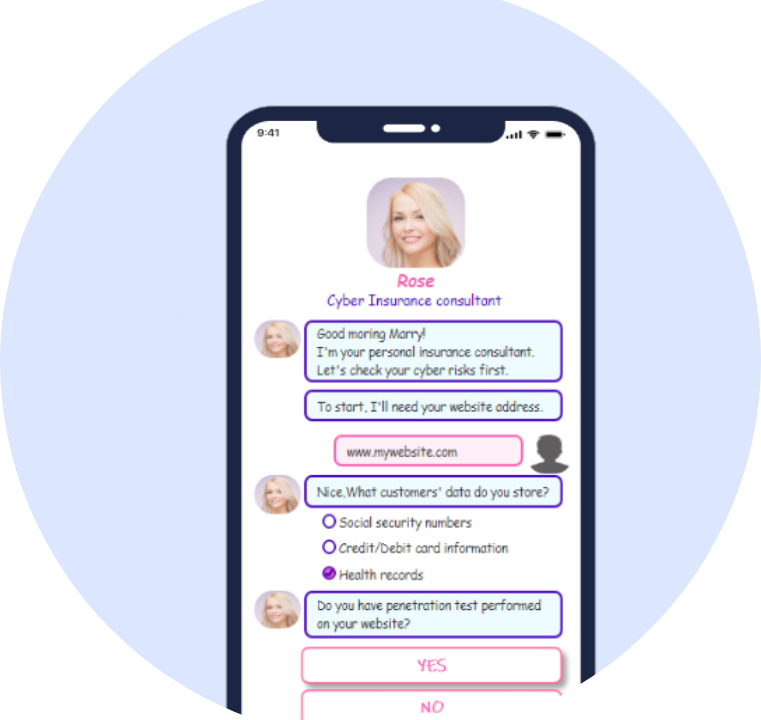 9:41
Rose
Cyber Insurance consultant
Good moring Marry!
I'm your personal insurance consultant.
Let's check your cyber risks first.
To start, I'll need your website address.
www.mywebsite.com
Nice,What customers' data do you store?
Social security numbers
Credit/Debit card information
Health records
Do you have penetration test performed
on your website?
YES
NO